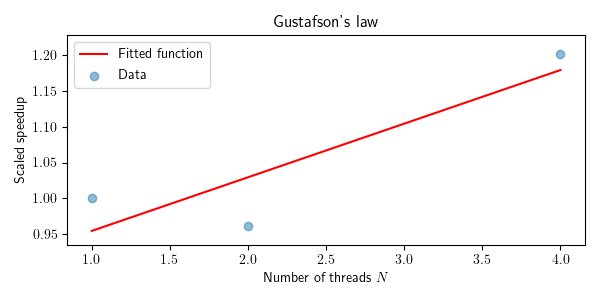 Gustafson's law
Fitted function
Data
Scaled speedup
1.20
1.15
1.10
1.05
1.00
0.95
1.0 1.5 2.0 2.5 3.0 3.5 4.0
Number of threads N